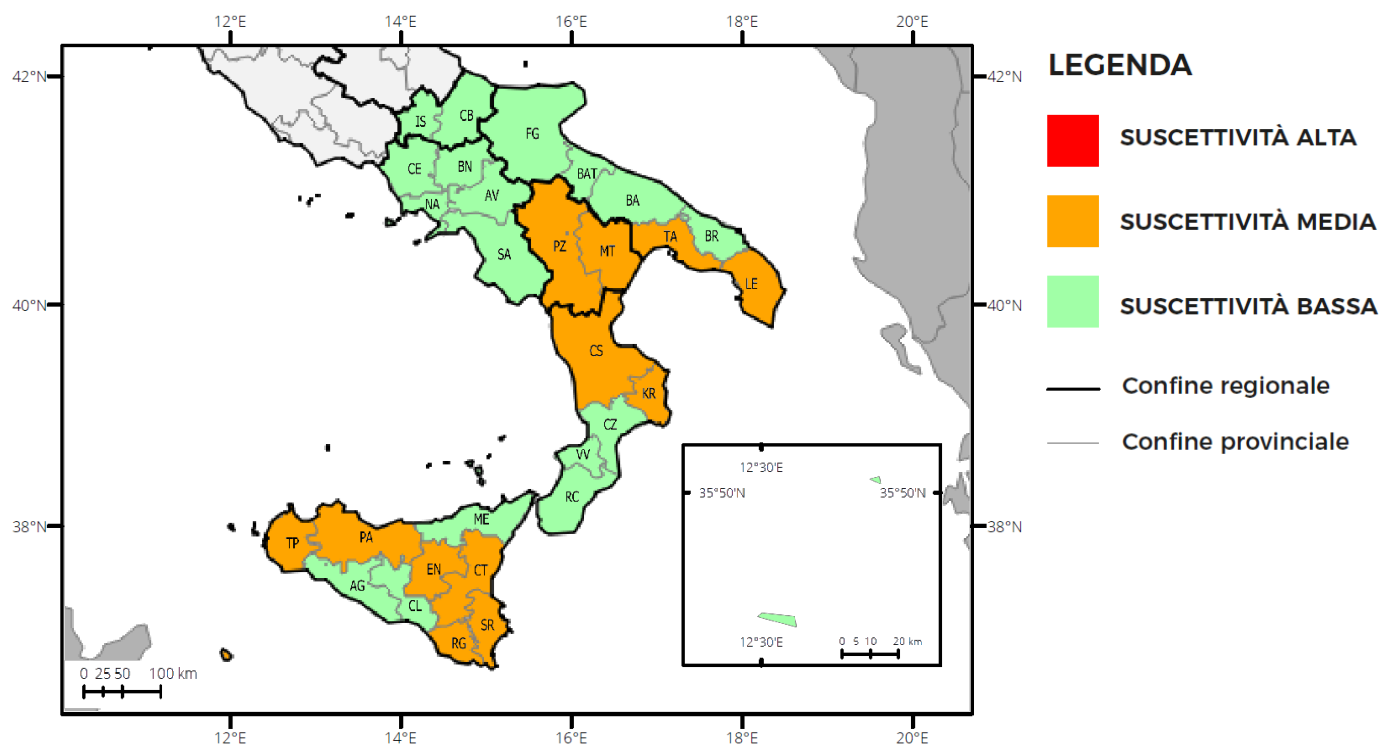 12°E 14°E 16°E 18°E 20°E
42°N 42°N
LEGENDA
SUSCETTIVITÀ ALTA
SUSCETTIVITÀ MEDIA
SUSCETTIVITÀ BASSA
Confine regionale
Confine provinciale
IS CB FG
CE BN BAT
NA AV BA
SA PZ MT TA BR
LE
40°N 40°N
CS
KR
CZ
VV
RC
12°30'E
35°50'N 35°50'N
12°30'E
0 5 10 20 km
38°N 38°N
ME
TP PA
EN CT
AG CL
SR
RG
0 25 50 100 km
12°E 14°E 16°E 18°E 20°E